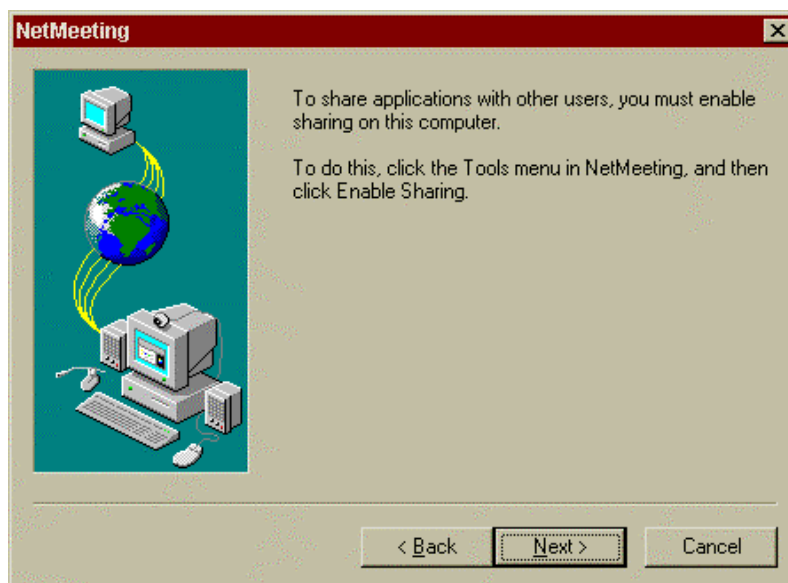 NetMeeting
To share applications with other users, you must enable
sharing on this computer.
To do this, click the Tools menu in NetMeeting, and then
click Enable Sharing.
< Back
Next >
Cancel